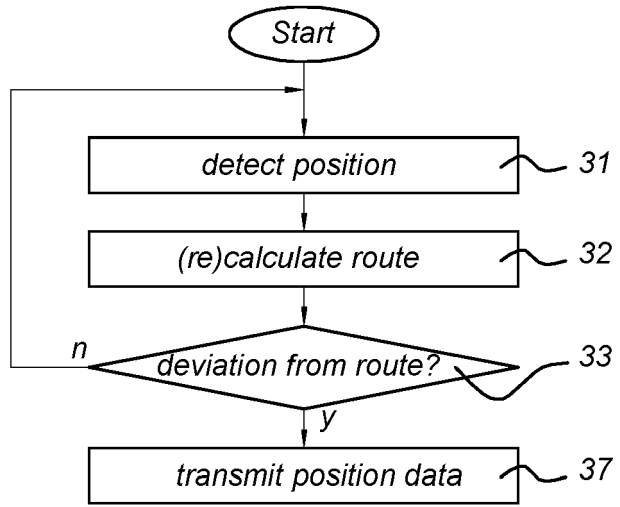 Start
detect position 31
(re)calculate route 32
n
deviation from route? 33
y
transmit position data 37